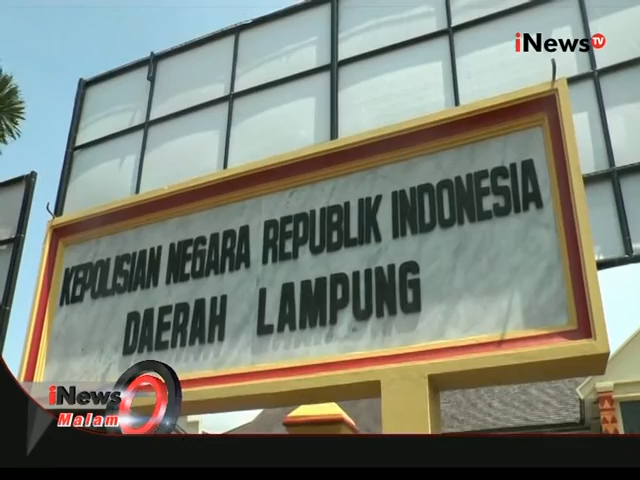 iNews TV
KEPOLISIAN NEGARA REPUBLIK INDONESIA
DAERAH LAMPUNG
iNews
Malam